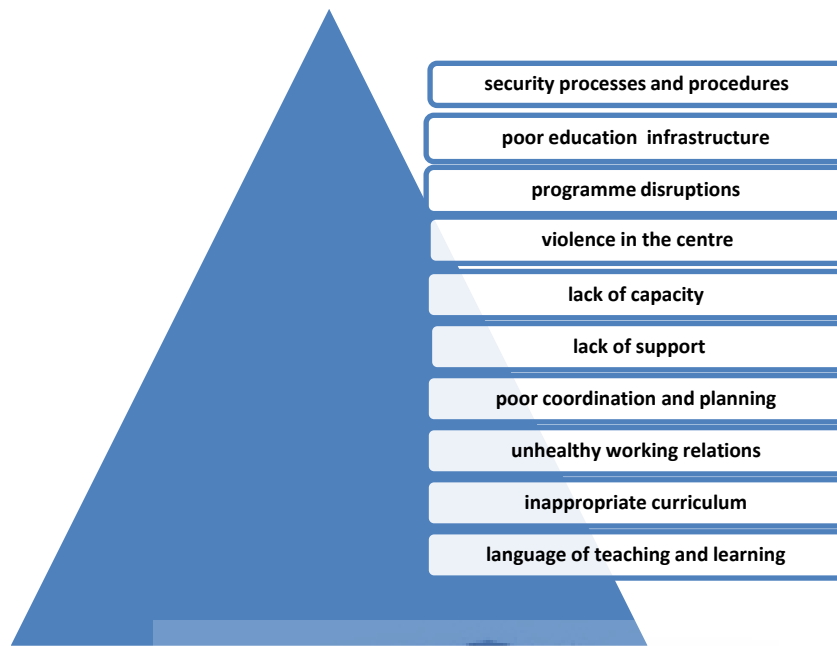 security processes and procedures
poor education infrastructure
programme disruptions
violence in the centre
lack of capacity
lack of support
poor coordination and planning
unhealthy working relations
inappropriate curriculum
language of teaching and learning